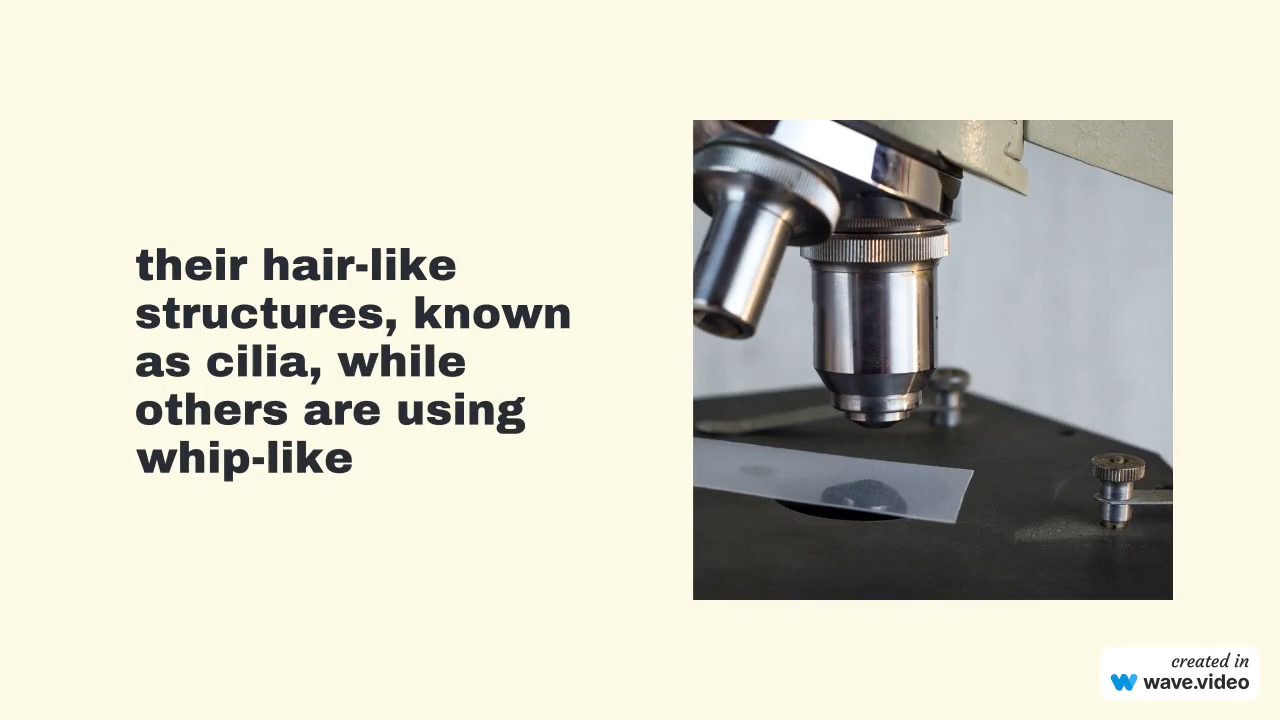 their hair-like
structures, known
as cilia, while
others are using
whip-like
created in
wave.video